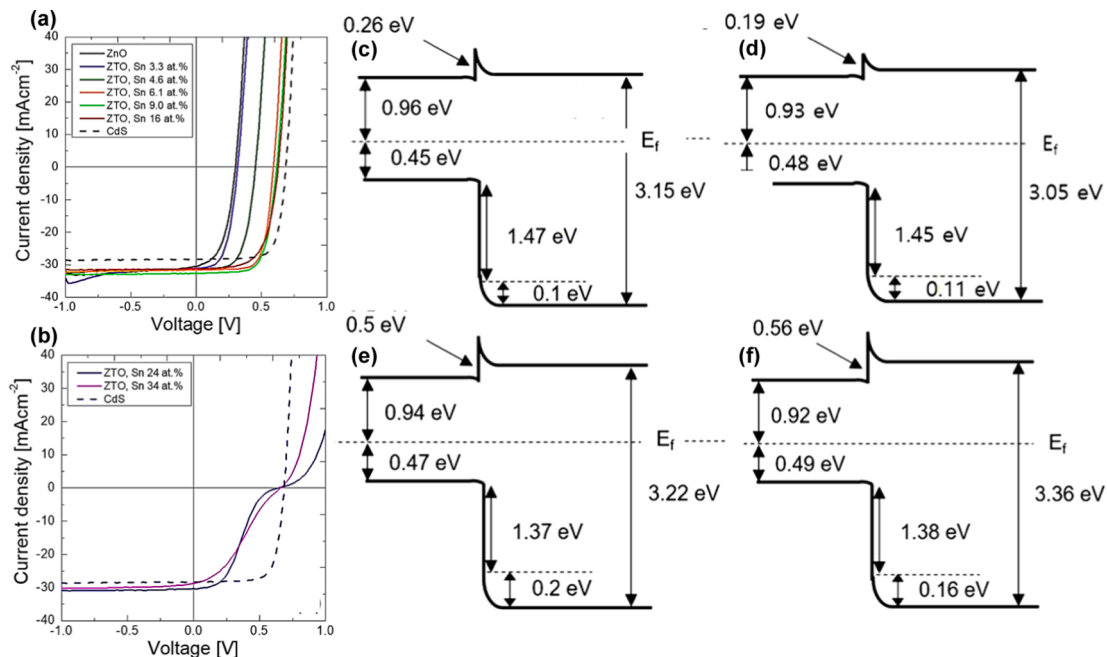 (a)
40
30
20
10
0
-10
-20
-30
-40
Current density [mAcm-2]
ZnO
ZTO, Sn 3.3 at.%
ZTO, Sn 4.6 at.%
ZTO, Sn 6.1 at.%
ZTO, Sn 9.0 at.%
ZTO, Sn 16 at.%
CdS
-1.0 -0.5 0.0 0.5 1.0
Voltage [V]
(b)
40
30
20
10
0
-10
-20
-30
-40
Current density [mAcm-2]
ZTO, Sn 24 at.%
ZTO, Sn 34 at.%
CdS
-1.0 -0.5 0.0 0.5 1.0
Voltage [V]
0.26 eV
(c)
0.96 eV
Ef
0.45 eV
3.15 eV
1.47 eV
0.1 eV
0.19 eV
(d)
0.93 eV
Ef
0.48 eV
3.05 eV
1.45 eV
0.11 eV
0.5 eV
(e)
0.94 eV
Ef
0.47 eV
3.22 eV
1.37 eV
0.2 eV
0.56 eV
(f)
0.92 eV
Ef
0.49 eV
3.36 eV
1.38 eV
0.16 eV